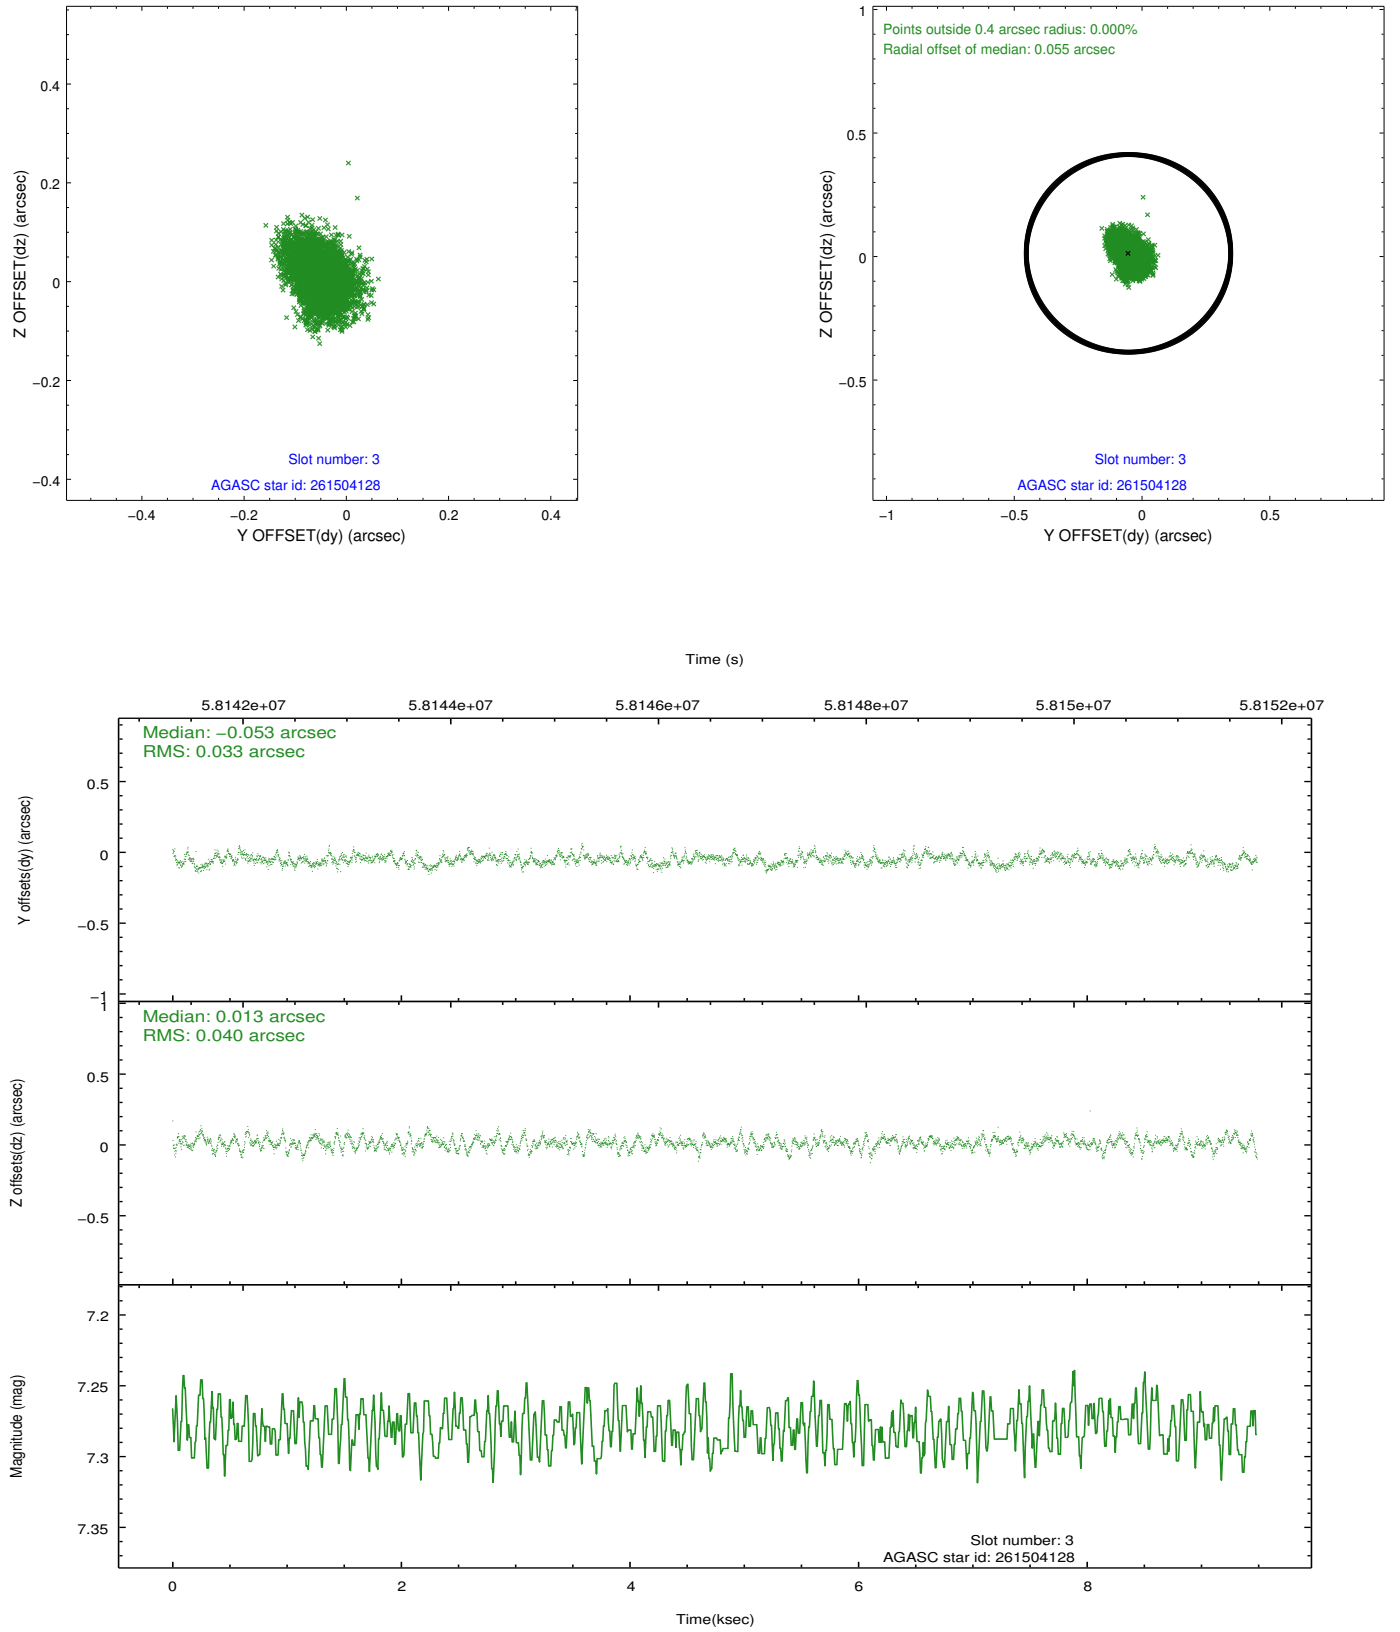 0.4
0.2
0
−0.2
−0.4
Z OFFSET(dz) (arcsec)
Slot number: 3
AGASC star id: 261504128
−0.4 −0.2 0 0.2 0.4
Y OFFSET(dy) (arcsec)
Points outside 0.4 arcsec radius: 0.000%
Radial offset of median: 0.055 arcsec
1
0.5
0
−0.5
Z OFFSET(dz) (arcsec)
Slot number: 3
AGASC star id: 261504128
−1 −0.5 0 0.5
Y OFFSET(dy) (arcsec)
Time (s)
5.8142e+07 5.8144e+07 5.8146e+07 5.8148e+07 5.815e+07 5.8152e+07
Median: −0.053 arcsec
RMS: 0.033 arcsec
0.5
0
−0.5
−1
Y offsets(dy) (arcsec)
Median: 0.013 arcsec
RMS: 0.040 arcsec
1
0.5
0
−0.5
Z offsets(dz) (arcsec)
7.2
7.25
7.3
7.35
Magnitude (mag)
Slot number: 3
AGASC star id: 261504128
0 2 4 6 8
Time(ksec)